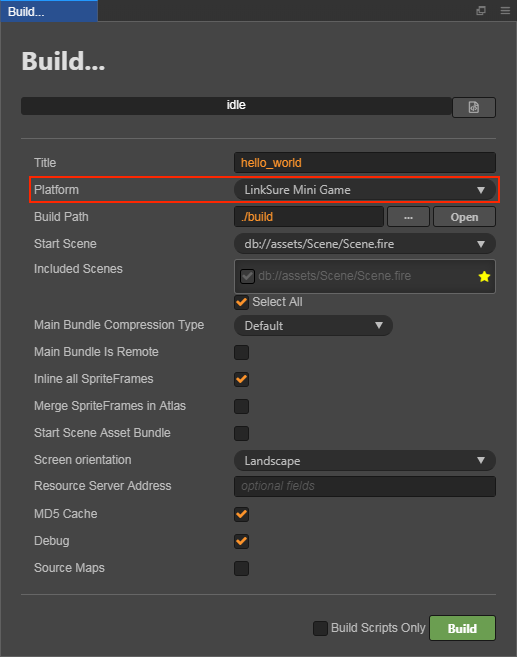 Build...
Build...
idle
Title hello_world
Platform LinkSure Mini Game
Build Path ./build ... Open
Start Scene db://assets/Scene/Scene.fire
Included Scenes db://assets/Scene/Scene.fire
Select All
Main Bundle Compression Type Default
Main Bundle Is Remote
Inline all SpriteFrames
Merge SpriteFrames in Atlas
Start Scene Asset Bundle
Screen orientation Landscape
Resource Server Address optional fields
MD5 Cache
Debug
Source Maps
Build Scripts Only Build